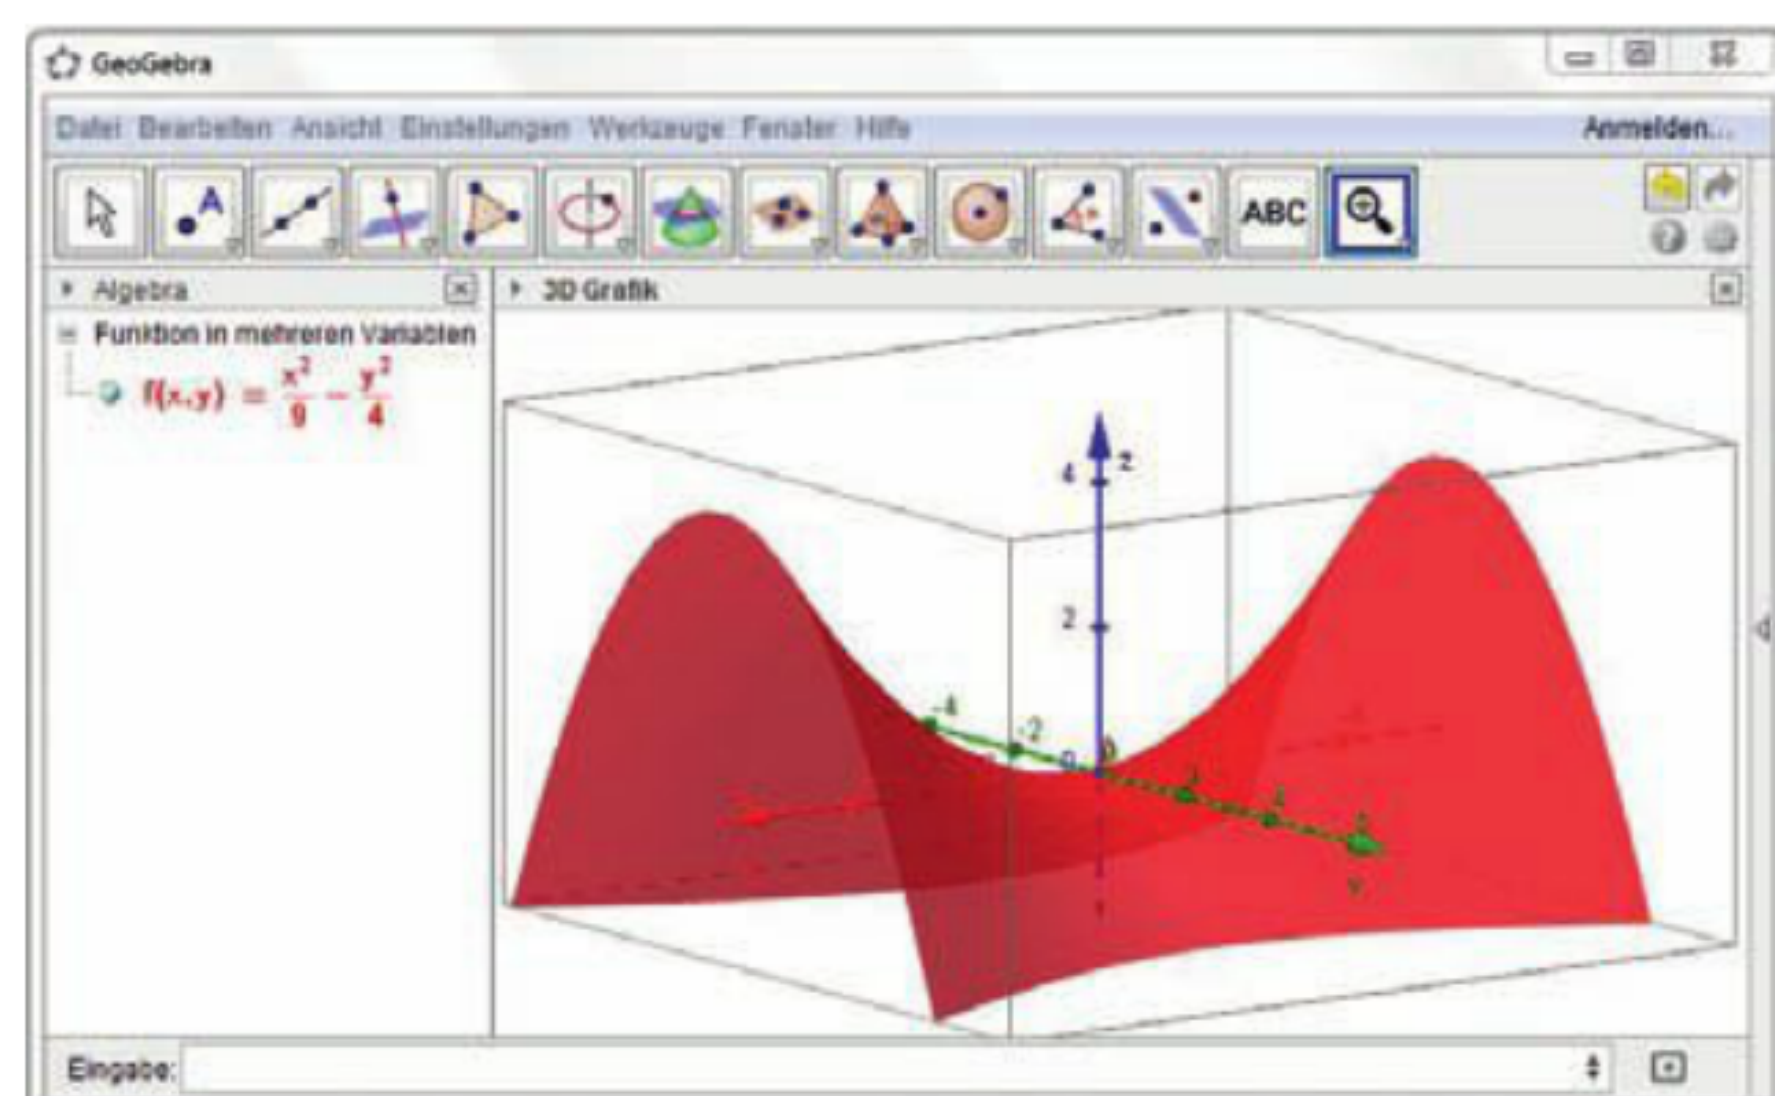 GeoGebra
Datei Bearbeiten Ansicht Einstellungen Werkzeuge Fenster Hilfe Anmelden...
A ABC
Algebra
3D Grafik
Funktion in mehreren Variablen
f(x,y) = x²/9 − y²/4
4 z
2
-4
-2
0 0
Eingabe: